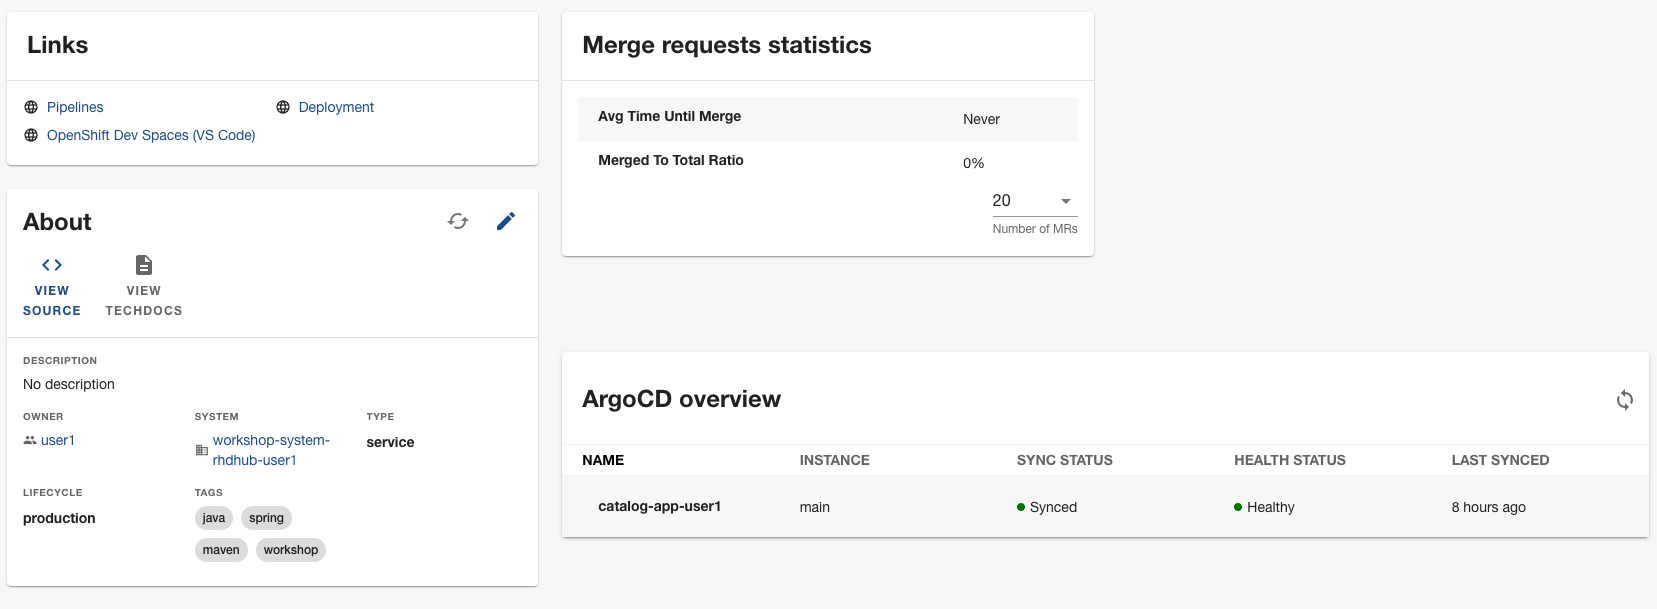 Links
Pipelines
Deployment
OpenShift Dev Spaces (VS Code)
About
VIEW
SOURCE
VIEW
TECHDOCS
DESCRIPTION
No description
OWNER
SYSTEM
TYPE
user1
workshop-system-
rhdhub-user1
service
LIFECYCLE
TAGS
production
java
spring
maven
workshop
Merge requests statistics
Avg Time Until Merge
Never
Merged To Total Ratio
0%
20
Number of MRs
ArgoCD overview
NAME
INSTANCE
SYNC STATUS
HEALTH STATUS
LAST SYNCED
catalog-app-user1
main
Synced
Healthy
8 hours ago